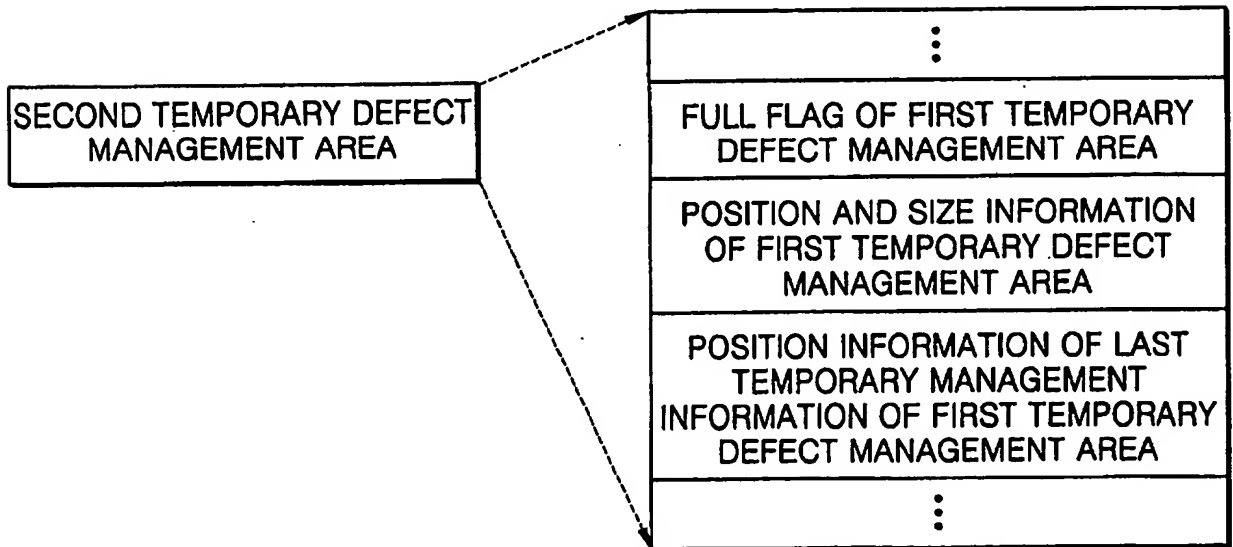 SECOND TEMPORARY DEFECT
MANAGEMENT AREA
FULL FLAG OF FIRST TEMPORARY
DEFECT MANAGEMENT AREA
POSITION AND SIZE INFORMATION
OF FIRST TEMPORARY DEFECT
MANAGEMENT AREA
POSITION INFORMATION OF LAST
TEMPORARY MANAGEMENT
INFORMATION OF FIRST TEMPORARY
DEFECT MANAGEMENT AREA